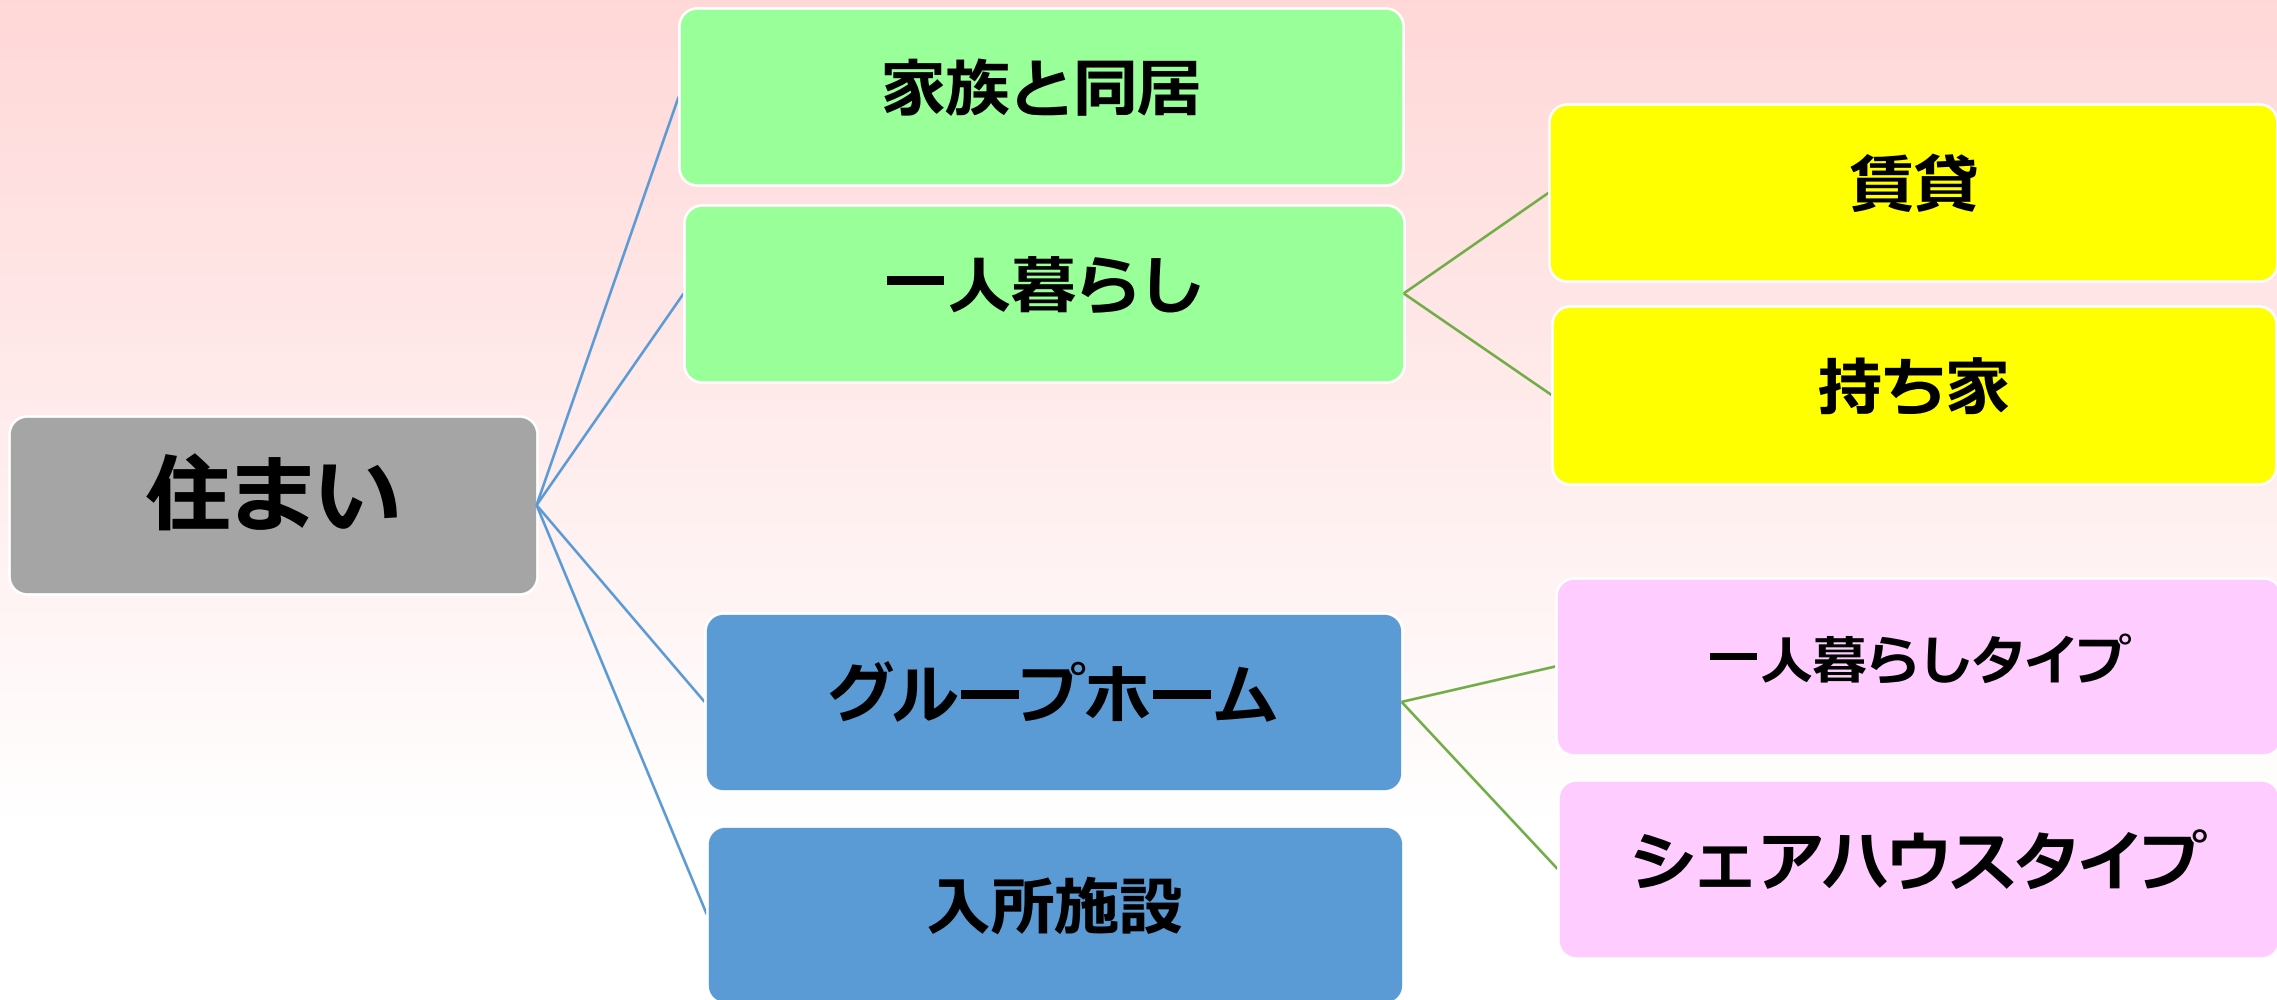 住まい
家族と同居
一人暮らし
賃貸
持ち家
グループホーム
一人暮らしタイプ
シェアハウスタイプ
入所施設